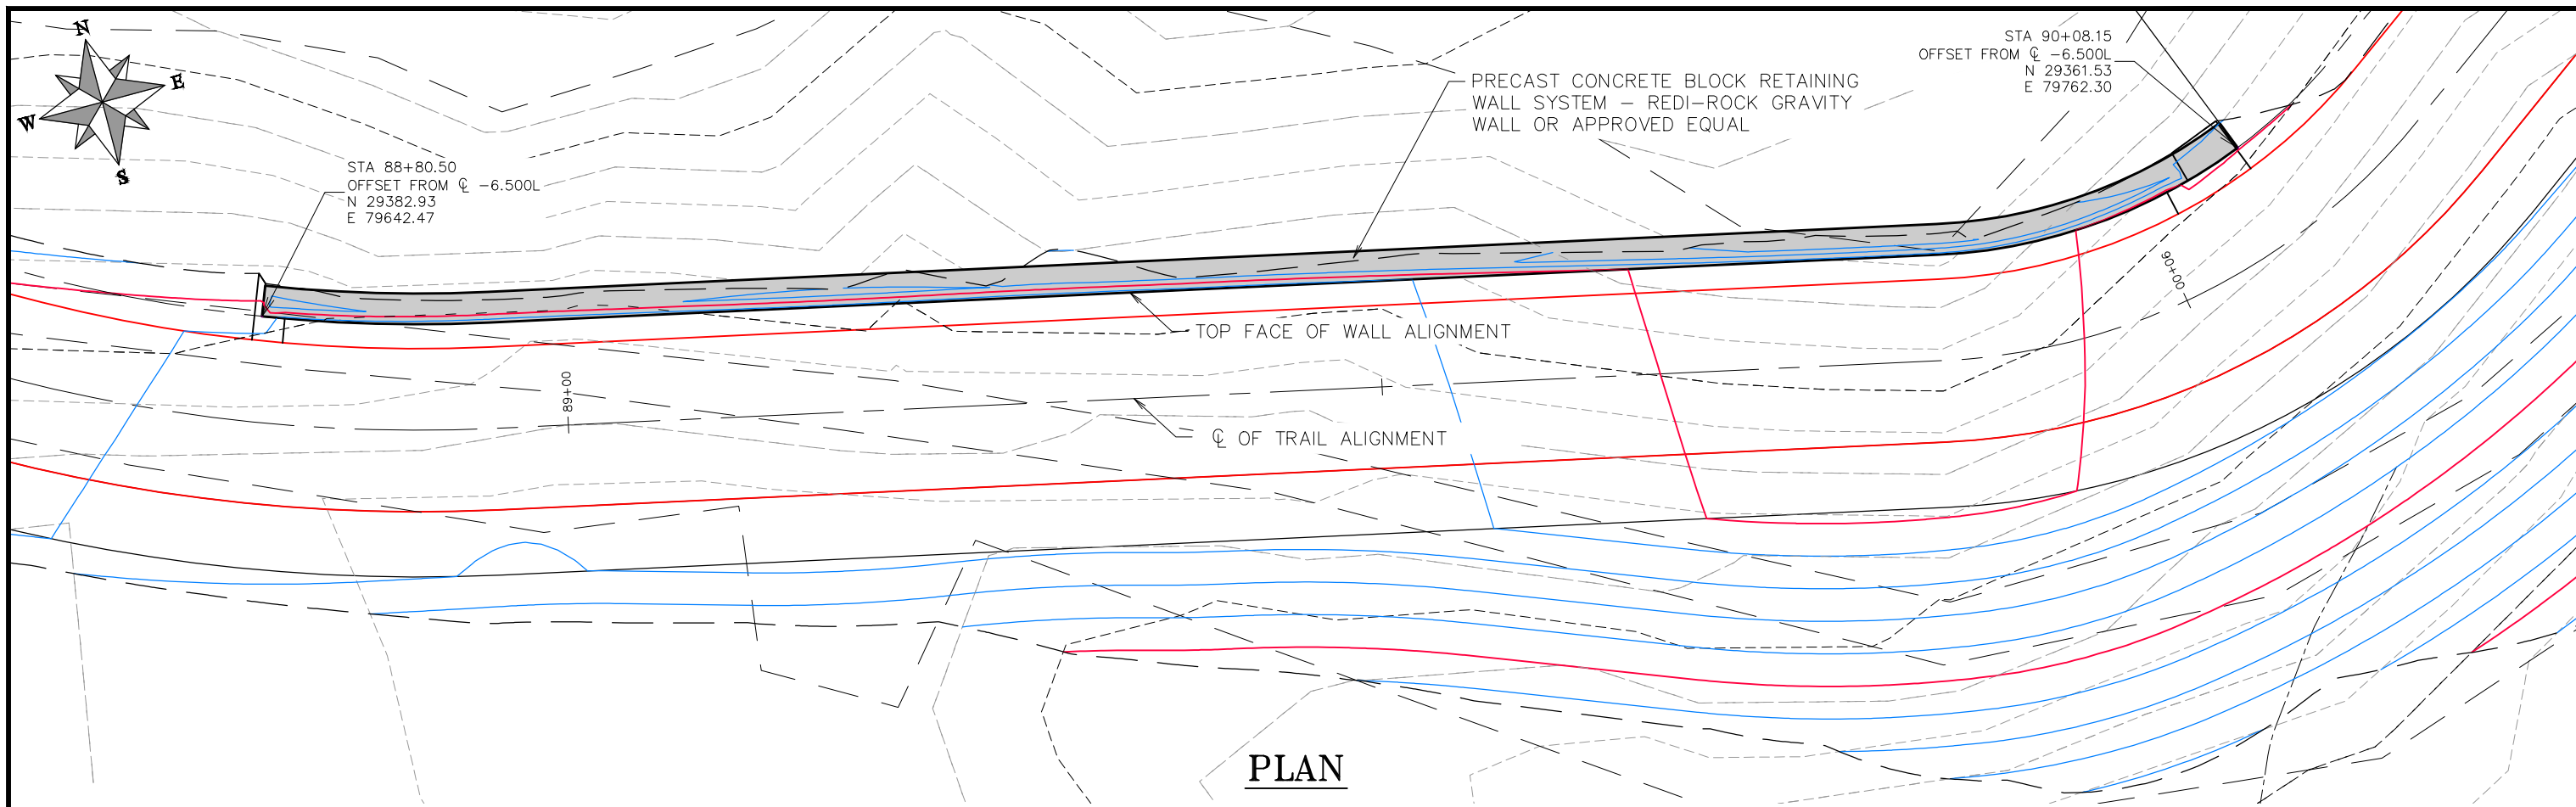 N
E
W
S
STA 88+80.50
OFFSET FROM ℄ -6.500L
N 29382.93
E 79642.47
PRECAST CONCRETE BLOCK RETAINING
WALL SYSTEM – REDI-ROCK GRAVITY
WALL OR APPROVED EQUAL
STA 90+08.15
OFFSET FROM ℄ -6.500L
N 29361.53
E 79762.30
90+00
TOP FACE OF WALL ALIGNMENT
89+00
℄ OF TRAIL ALIGNMENT
PLAN